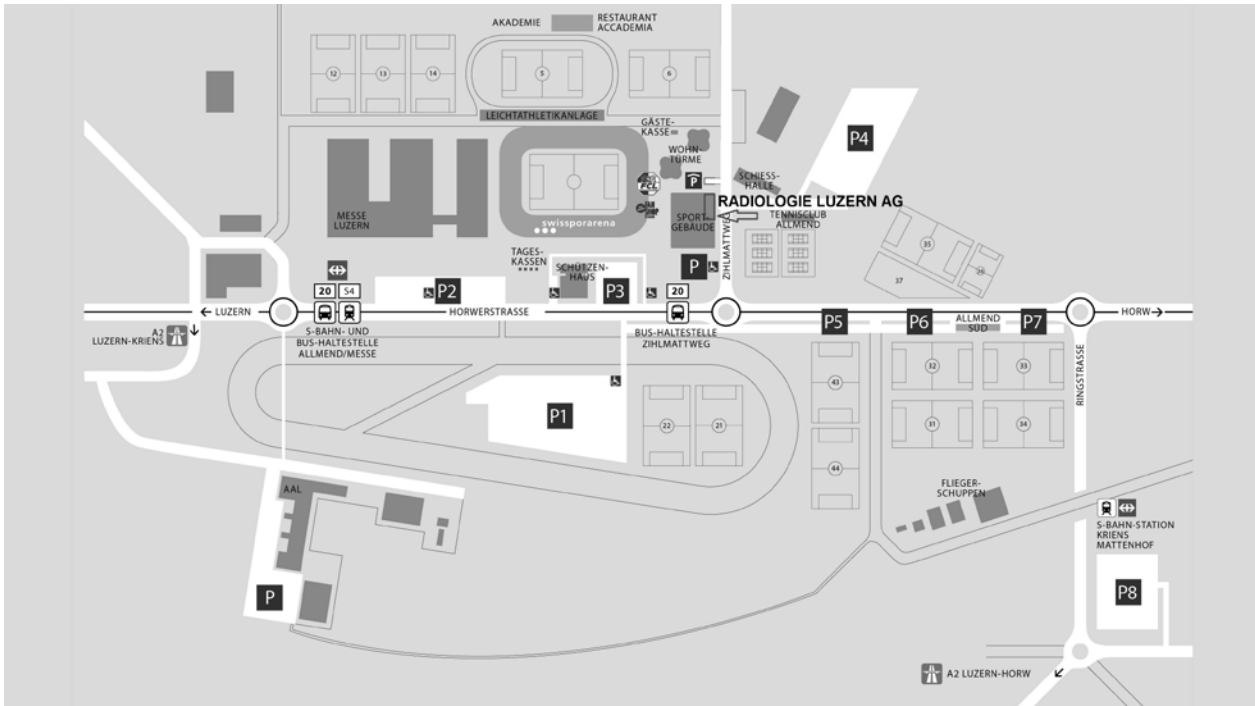 AKADEMIE
RESTAURANT
ACCADEMIA
12
13
14
5
6
LEICHTATHLETIKANLAGE
GÄSTE-
KASSE
WOHN-
TÜRME
P4
P
SCHIESS-
HALLE
FCL
RADIOLOGIE LUZERN AG
MESSE
LUZERN
swissporarena
SPORT-
GEBÄUDE
TENNISCLUB
ALLMEND
ZIHLMATTWEG
35
37
TAGES-
KASSEN
SCHÜTZEN-
HAUS
P
P2
P3
20
S4
20
LUZERN
HORWERSTRASSE
HORW
A2
LUZERN-KRIENS
S-BAHN- UND
BUS-HALTESTELLE
ALLMEND/MESSE
BUS-HALTESTELLE
ZIHLMATTWEG
P5
P6
ALLMEND
SÜD
P7
RINGSTRASSE
43
32
33
P1
22
21
31
34
44
AAL
FLIEGER-
SCHUPPEN
S-BAHN-STATION
KRIENS
MATTENHOF
P
P8
A2 LUZERN-HORW